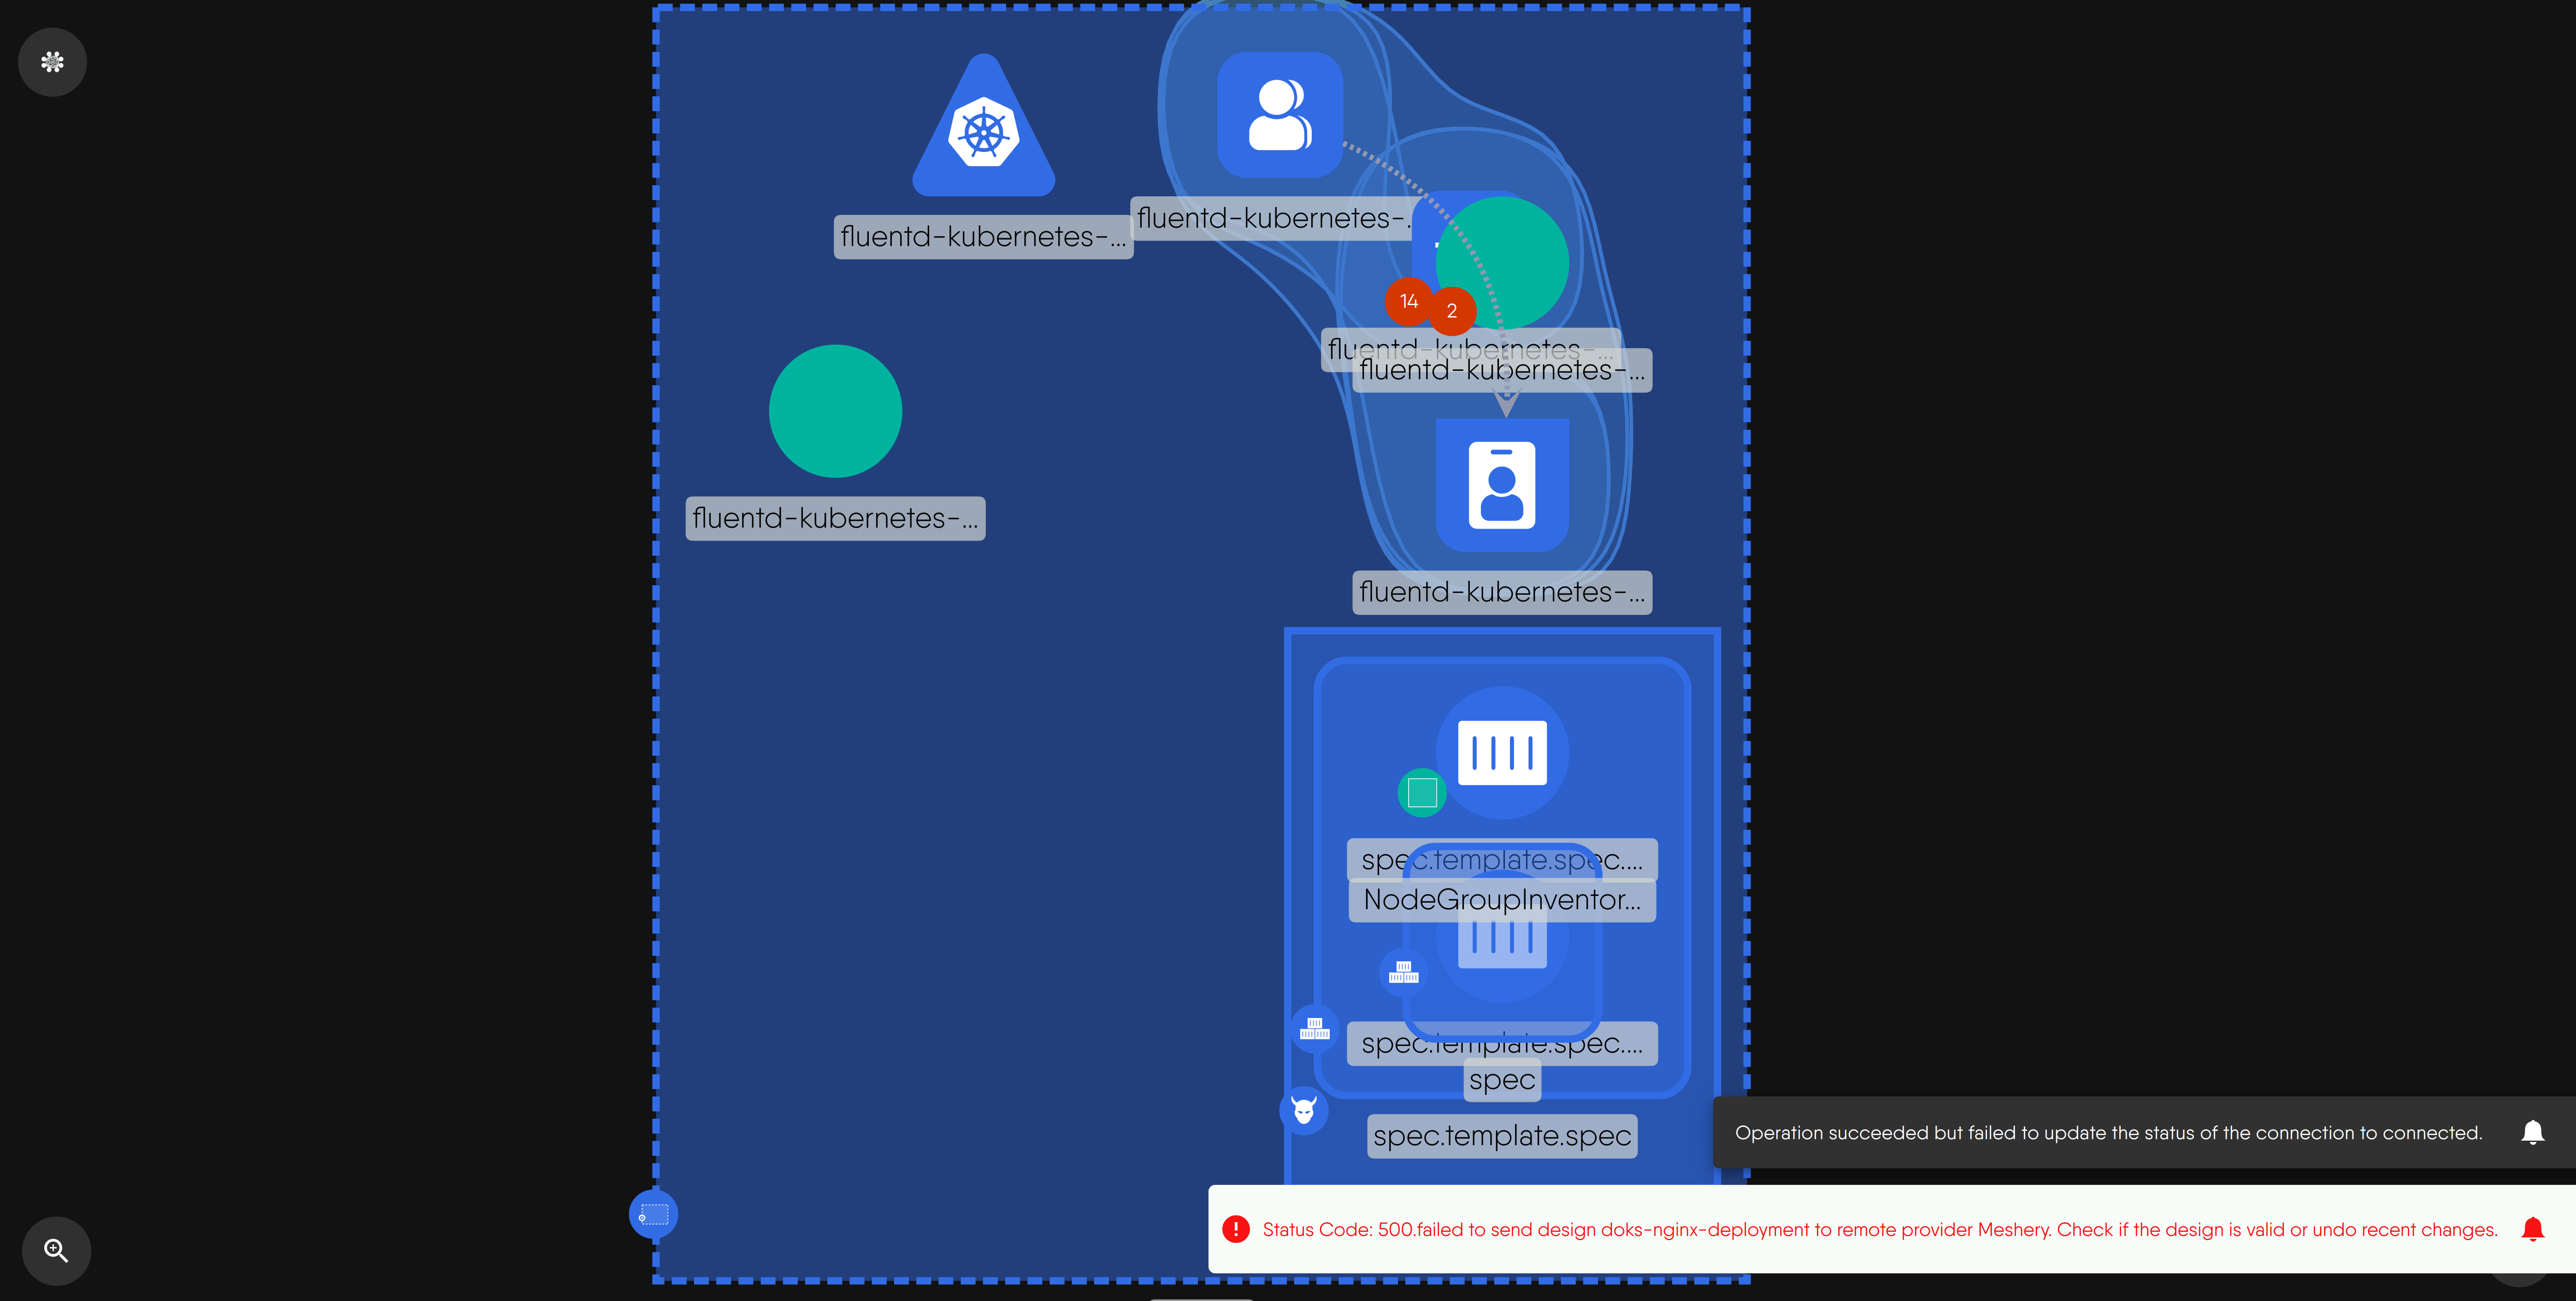 fluentd-kubernetes-...
fluentd-kubernetes-.
14
2
fluentd-kubernetes-...
fluentd-kubernetes-...
fluentd-kubernetes-...
fluentd-kubernetes-...
spec.template.spec....
NodeGroupInventor...
spec.template.spec....
spec
spec.template.spec
Operation succeeded but failed to update the status of the connection to connected.
Status Code: 500.failed to send design doks-nginx-deployment to remote provider Meshery. Check if the design is valid or undo recent changes.